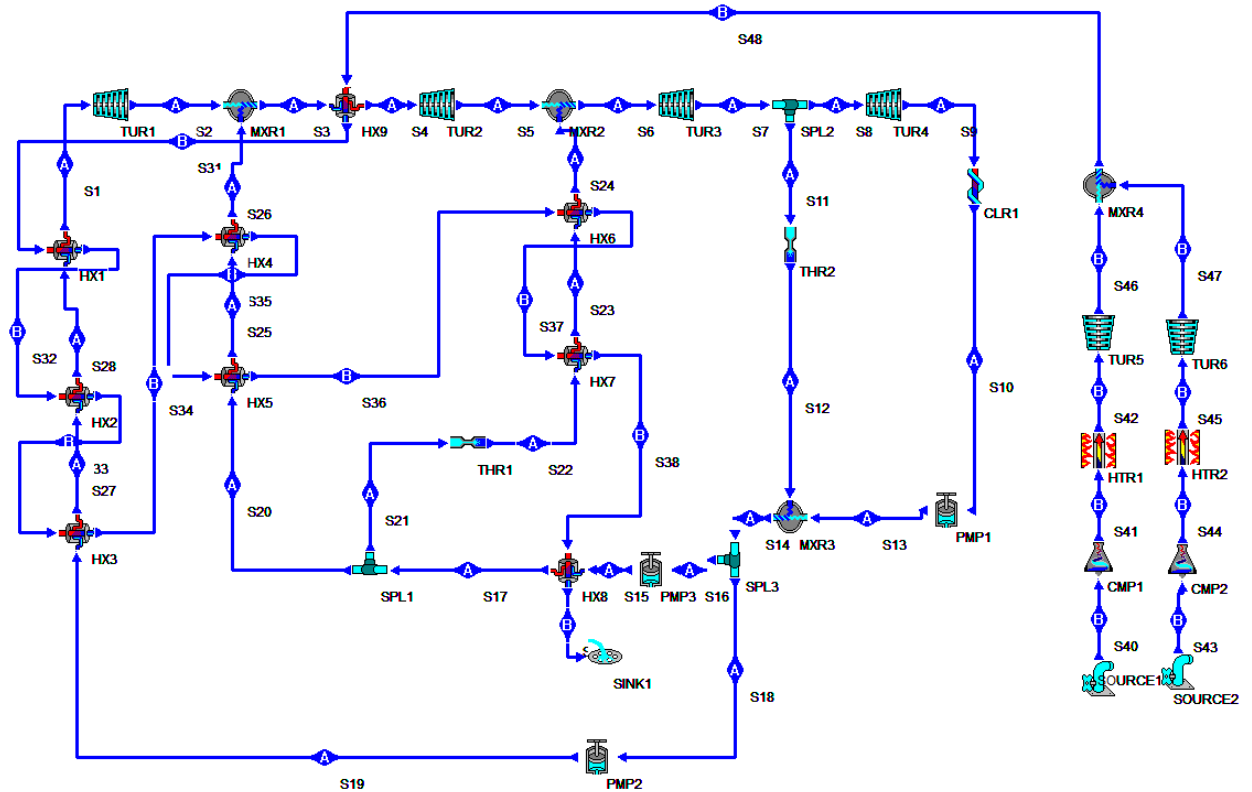 B
S48
A
A
A
A
A
A
A
A
TUR1
S2
MXR1
S3
HX9
S4
TUR2
S5
MXR2
S6
TUR3
S7
SPL2
S8
TUR4
S9
B
S31
A
S1
A
S24
A
S11
CLR1
MXR4
A
S26
HX6
HX1
HX4
THR2
B
B
S46
S47
B
S35
A
S25
A
S23
B
S37
B
S32
A
S28
HX5
B
S36
HX7
TUR5
TUR6
B
S34
A
S10
A
S12
B
S42
B
S45
HX2
B
A
33
S27
THR1
A
S22
B
S38
HTR1
HTR2
A
S20
A
S21
HX3
A
S14
MXR3
A
S13
PMP1
B
S41
B
S44
SPL1
A
S17
HX8
A
S15
PMP3
A
S16
SPL3
CMP1
CMP2
B
SINK1
A
S18
B
S40
B
S43
SOURCE1
SOURCE2
A
S19
PMP2